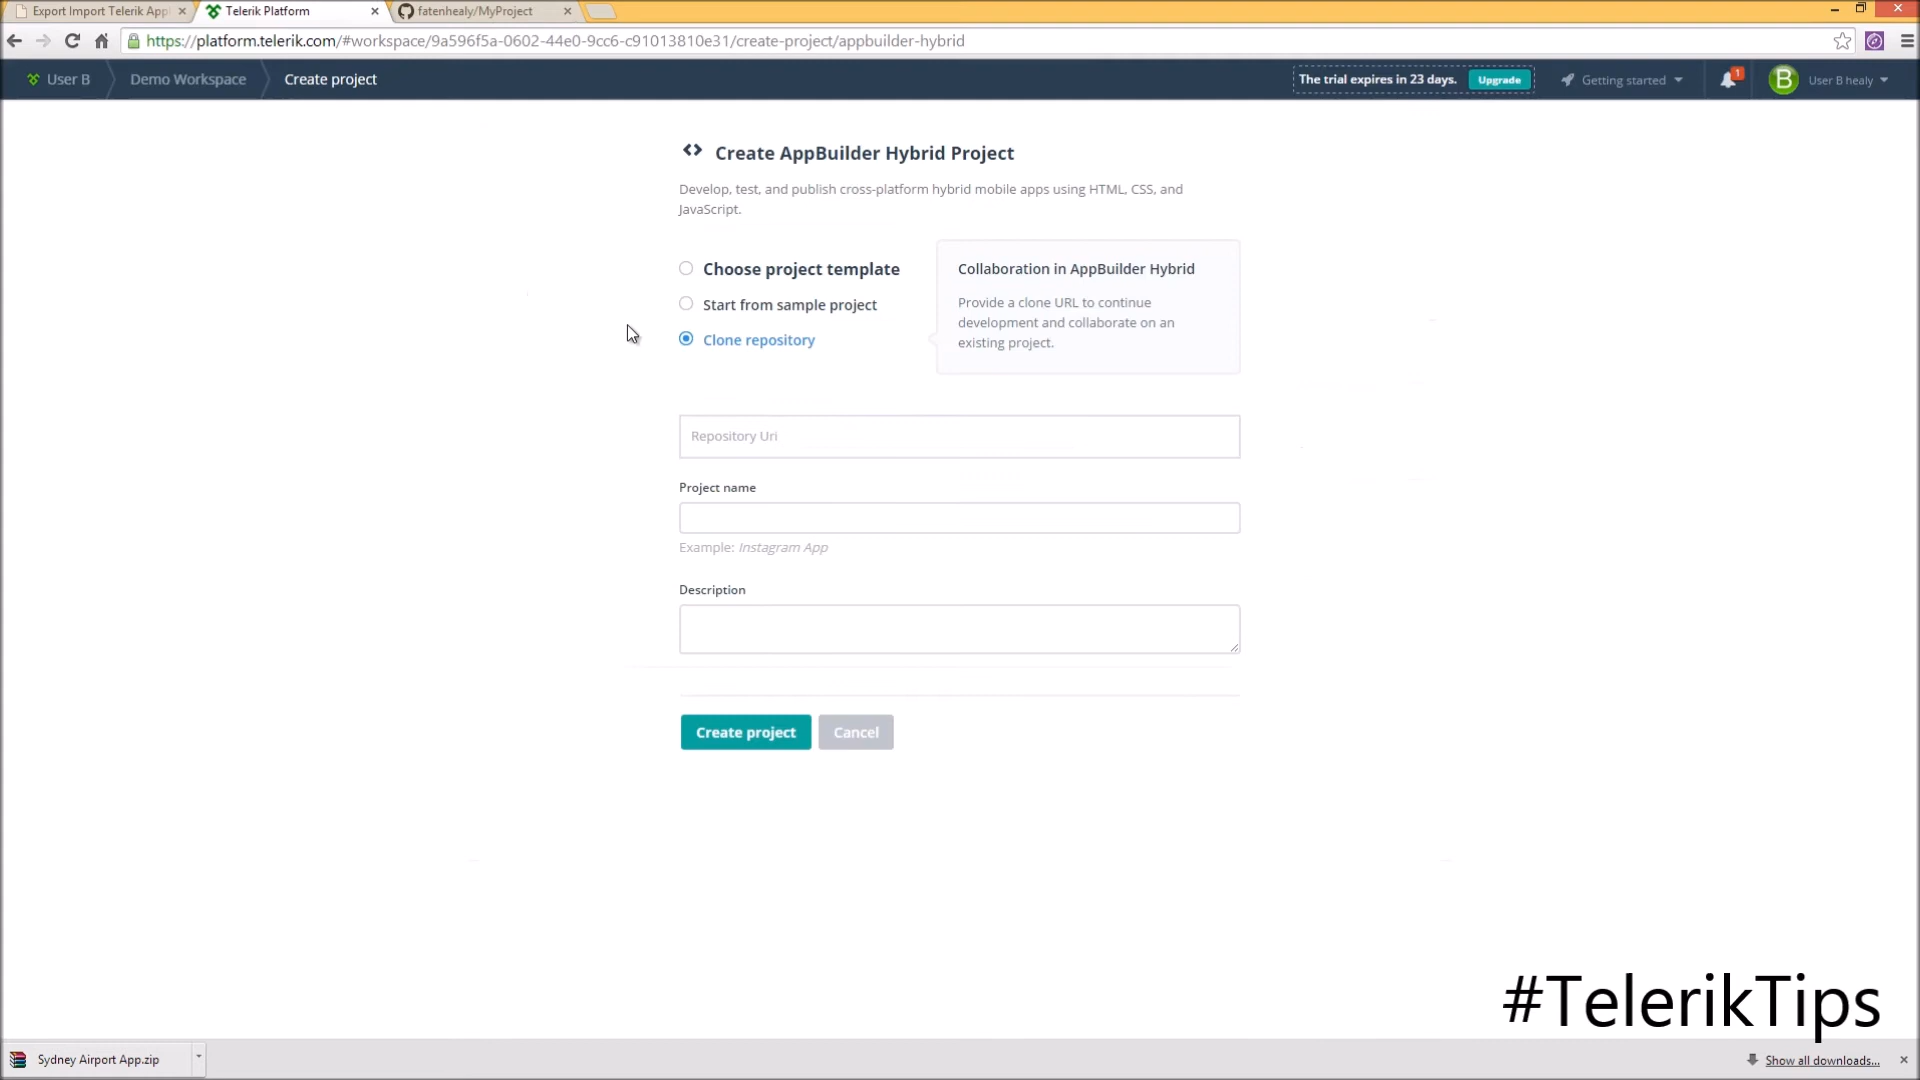 Export Import Telerik Appl
Telerik Platform
fatenhealy/MyProject
https://platform.telerik.com/#workspace/9a596f5a-0602-44e0-9cc6-c91013810e31/create-project/appbuilder-hybrid
User B
Demo Workspace
Create project
The trial expires in 23 days.
Upgrade
Getting started
1
B
User B healy
Create AppBuilder Hybrid Project
Develop, test, and publish cross-platform hybrid mobile apps using HTML, CSS, and
JavaScript.
Choose project template
Start from sample project
Clone repository
Collaboration in AppBuilder Hybrid
Provide a clone URL to continue
development and collaborate on an
existing project.
Repository Uri
Project name
Example: Instagram App
Description
Create project
Cancel
#TelerikTips
Sydney Airport App.zip
Show all downloads...